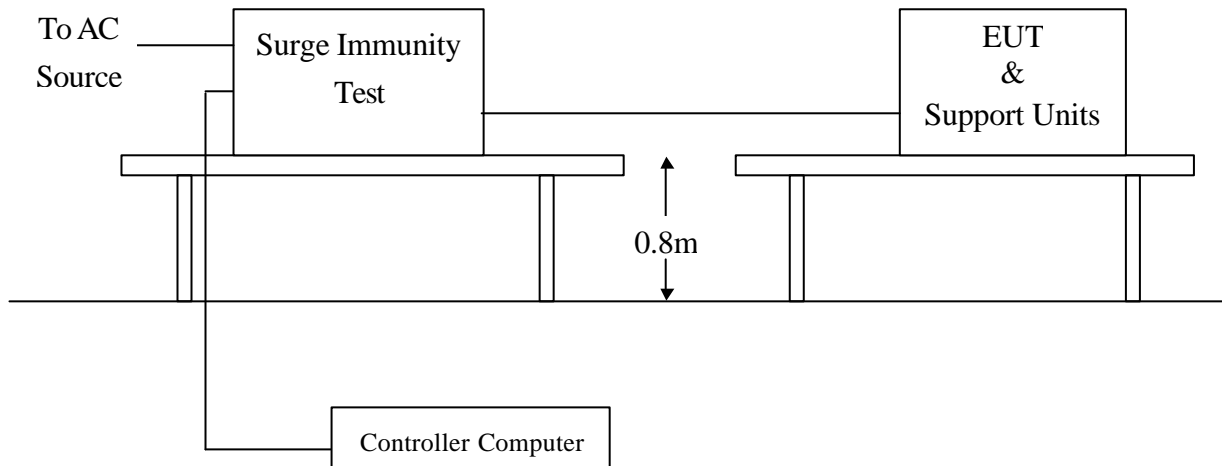 To AC
Source
Surge Immunity
Test
EUT
&
Support Units
0.8m
Controller Computer